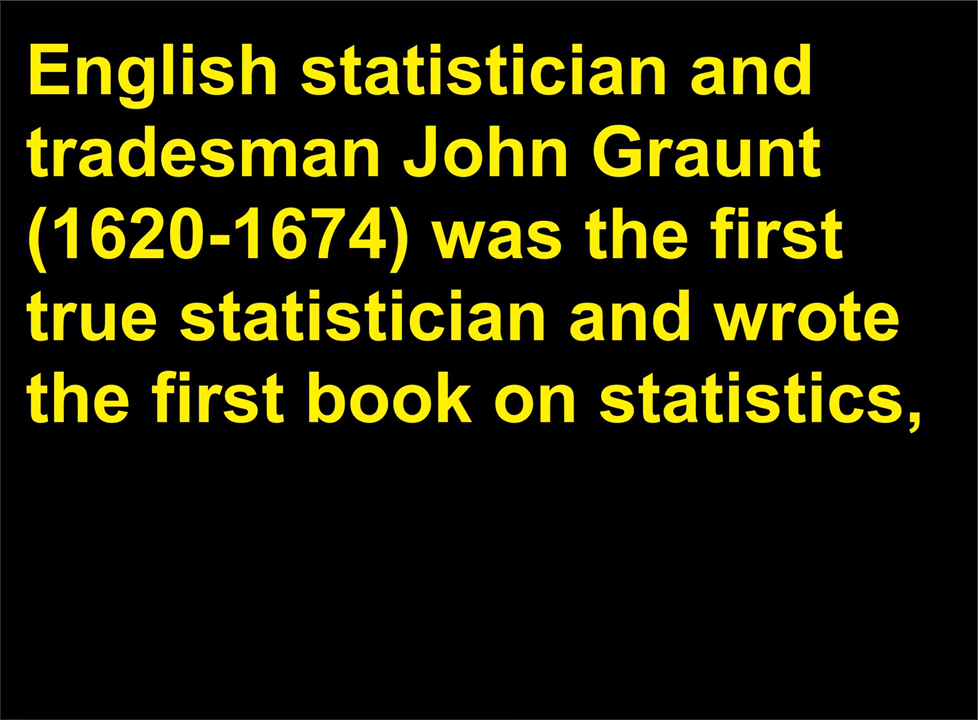 English statistician and
tradesman John Graunt
(1620-1674) was the first
true statistician and wrote
the first book on statistics,